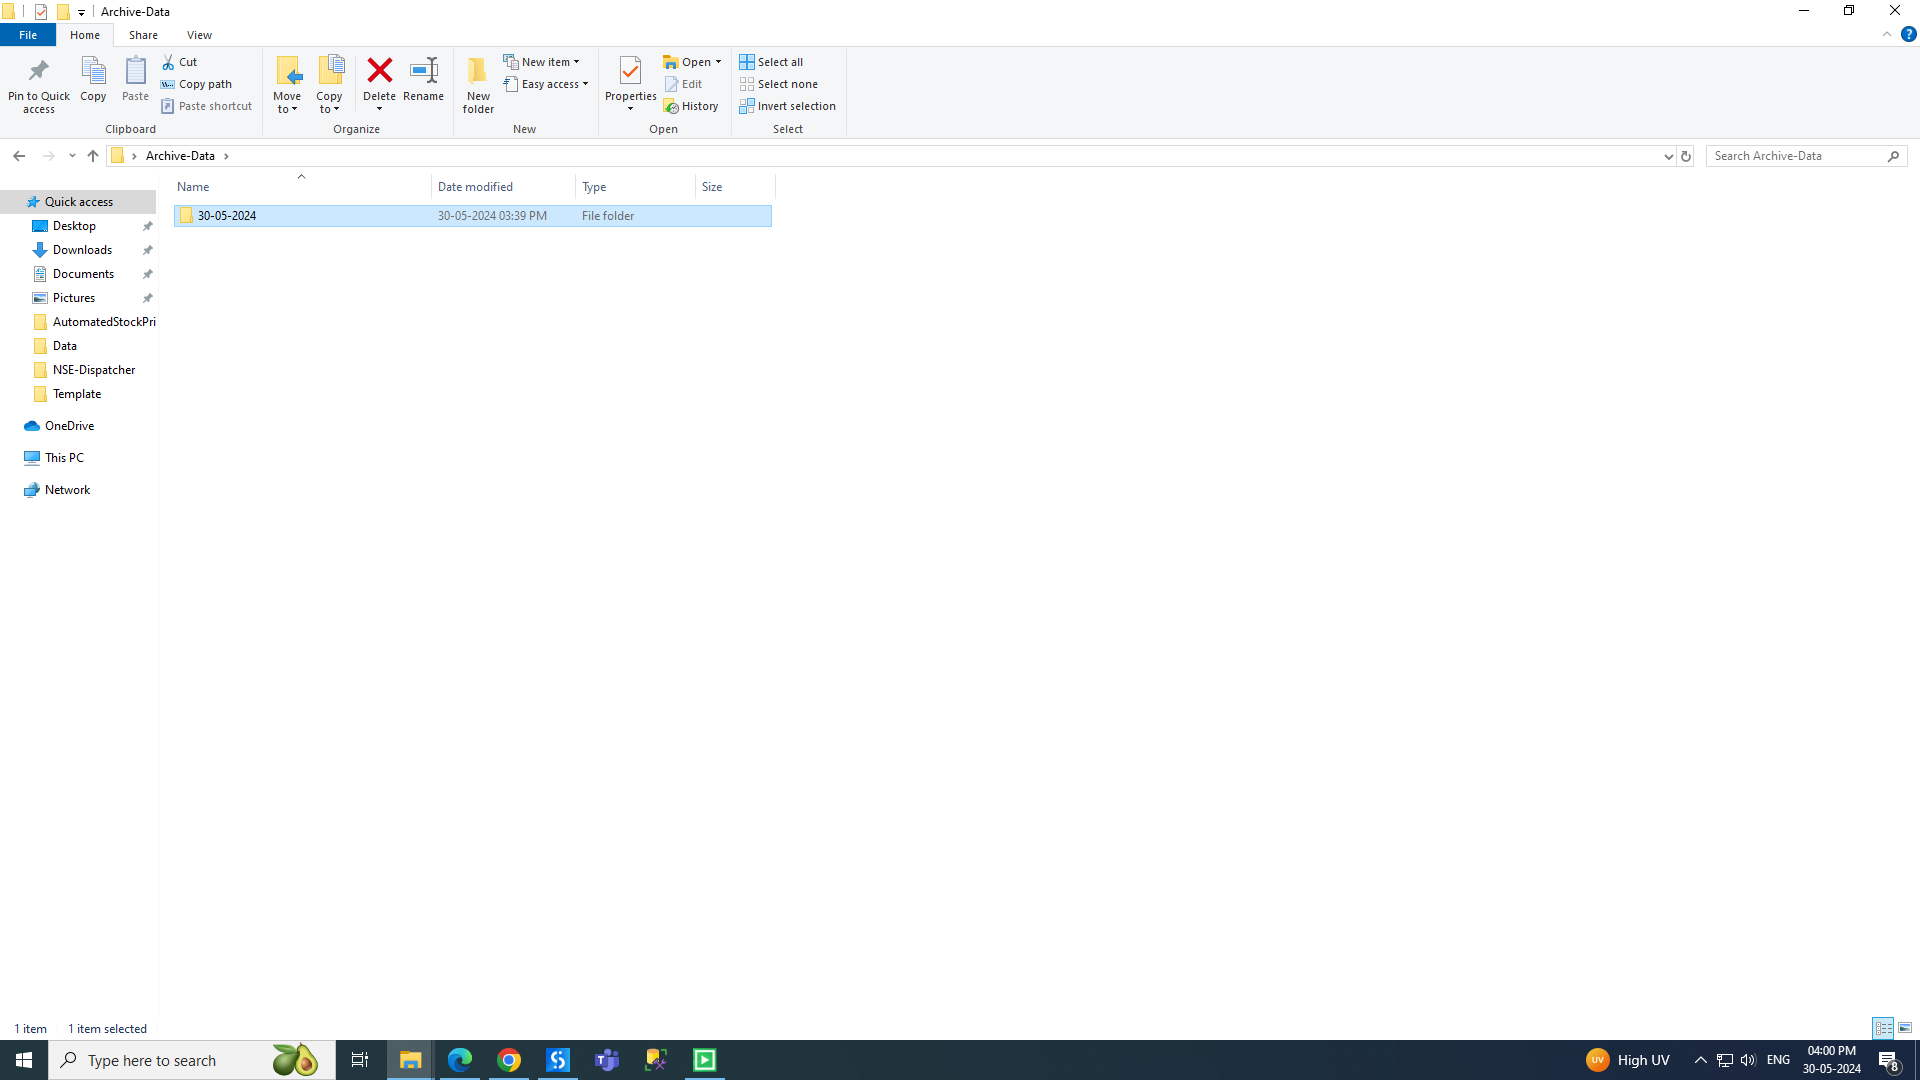 Archive-Data
File Home Share View
Pin to Quick access
Copy
Paste
Cut
Copy path
Paste shortcut
Clipboard
Move to
Copy to
Delete
Rename
Organize
New folder
New item
Easy access
New
Properties
Open
Edit
History
Open
Select all
Select none
Invert selection
Select
Archive-Data
Search Archive-Data
Name Date modified Type Size
30-05-2024 30-05-2024 03:39 PM File folder
Quick access
Desktop
Downloads
Documents
Pictures
AutomatedStockPri
Data
NSE-Dispatcher
Template
OneDrive
This PC
Network
1 item 1 item selected
Type here to search
UV High UV
ENG
04:00 PM
30-05-2024
8